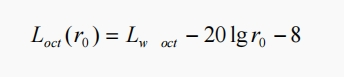 L_oct(r_0) = L_w oct − 20 lg r_0 − 8